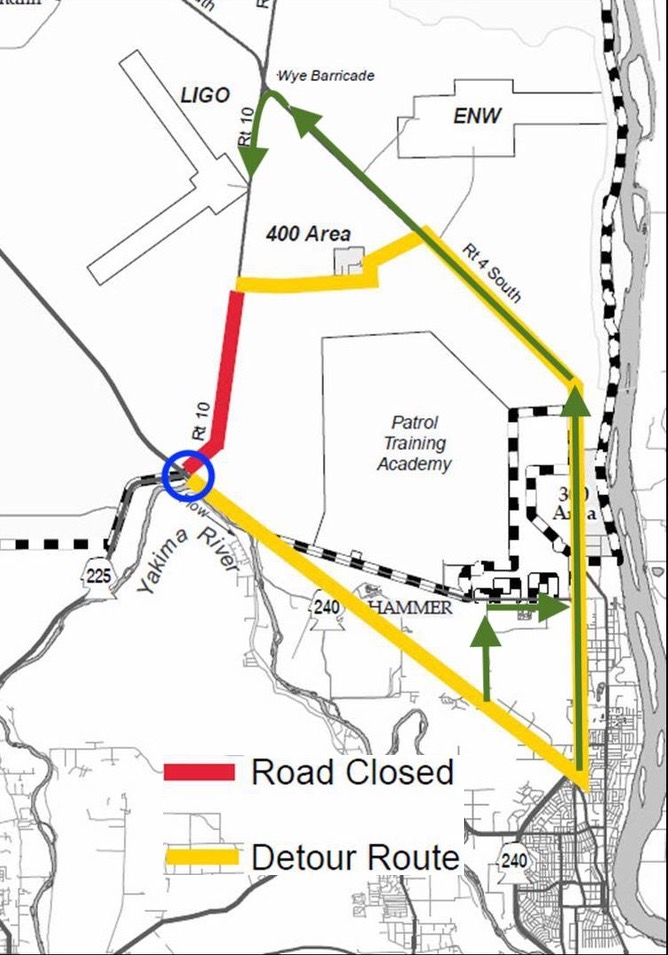 Wye Barricade
LIGO
Rt 10
ENW
400 Area
Rt 4 South
Rt 10
Patrol
Training
Academy
Area
Yakima River
225
240
HAMMER
Road Closed
Detour Route
240